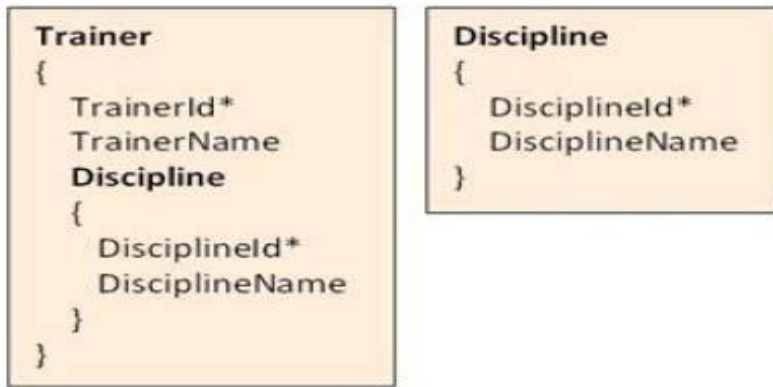 Trainer
{
TrainerId*
TrainerName
Discipline
{
DisciplineId*
DisciplineName
}
}
Discipline
{
DisciplineId*
DisciplineName
}